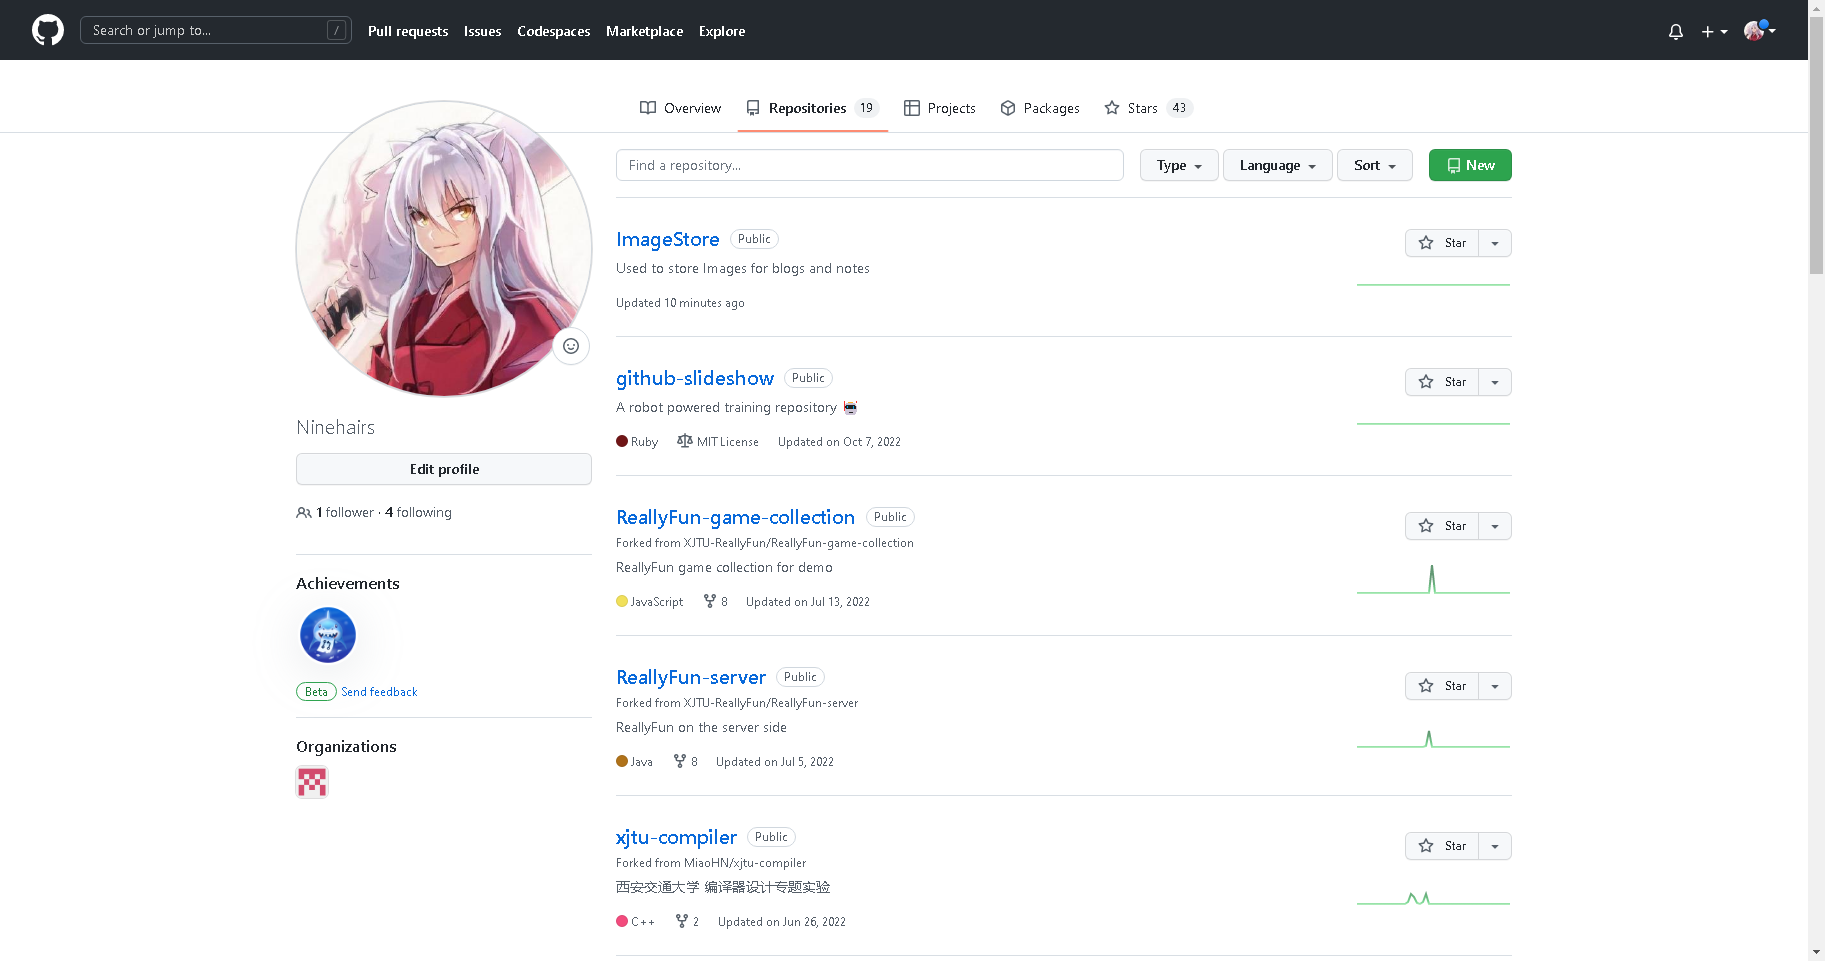 Search or jump to... /
Pull requests Issues Codespaces Marketplace Explore
Overview Repositories 19 Projects Packages Stars 43
Find a repository... Type Language Sort New
Ninehairs
Edit profile
1 follower · 4 following
Achievements
Beta Send feedback
Organizations
ImageStore Public
Star
Used to store Images for blogs and notes
Updated 10 minutes ago
github-slideshow Public
Star
A robot powered training repository
Ruby MIT License Updated on Oct 7, 2022
ReallyFun-game-collection Public
Star
Forked from XJTU-ReallyFun/ReallyFun-game-collection
ReallyFun game collection for demo
JavaScript 8 Updated on Jul 13, 2022
ReallyFun-server Public
Star
Forked from XJTU-ReallyFun/ReallyFun-server
ReallyFun on the server side
Java 8 Updated on Jul 5, 2022
xjtu-compiler Public
Star
Forked from MiaoHN/xjtu-compiler
西安交通大学 编译器设计专题实验
C++ 2 Updated on Jun 26, 2022